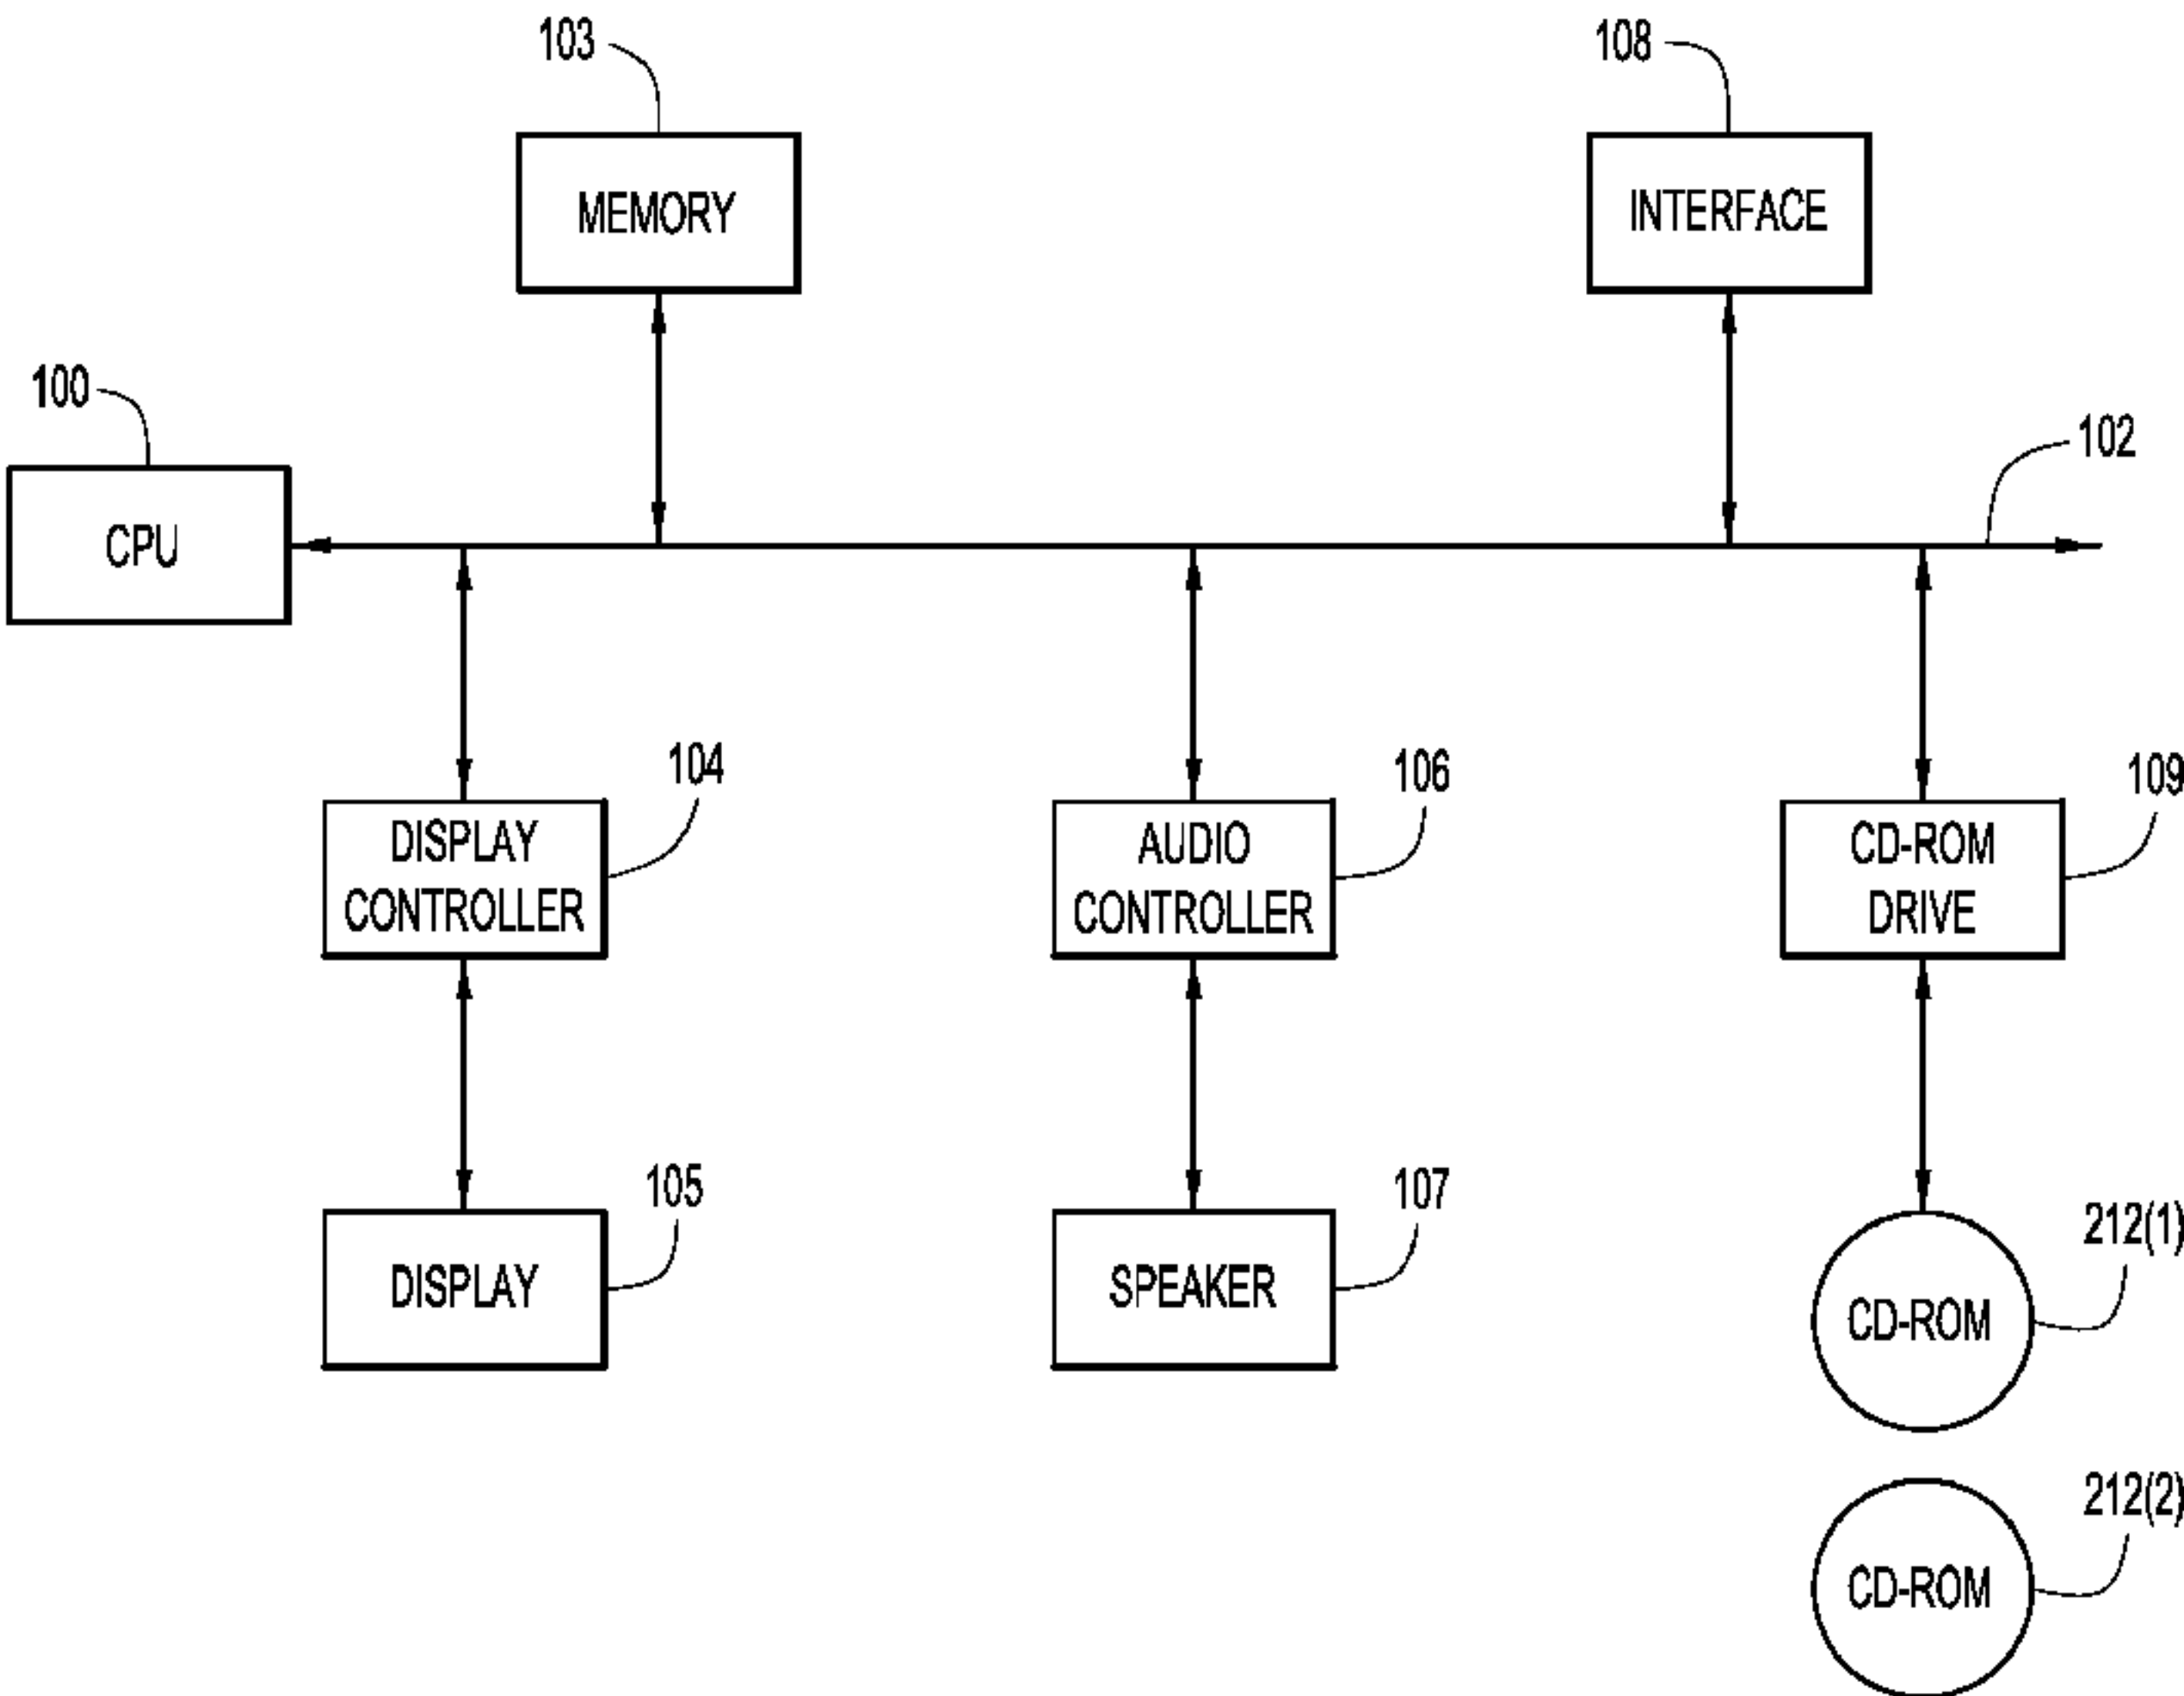 103
108
MEMORY
INTERFACE
100
102
CPU
104
106
109
DISPLAY
CONTROLLER
AUDIO
CONTROLLER
CD-ROM
DRIVE
105
107
212(1)
DISPLAY
SPEAKER
CD-ROM
212(2)
CD-ROM